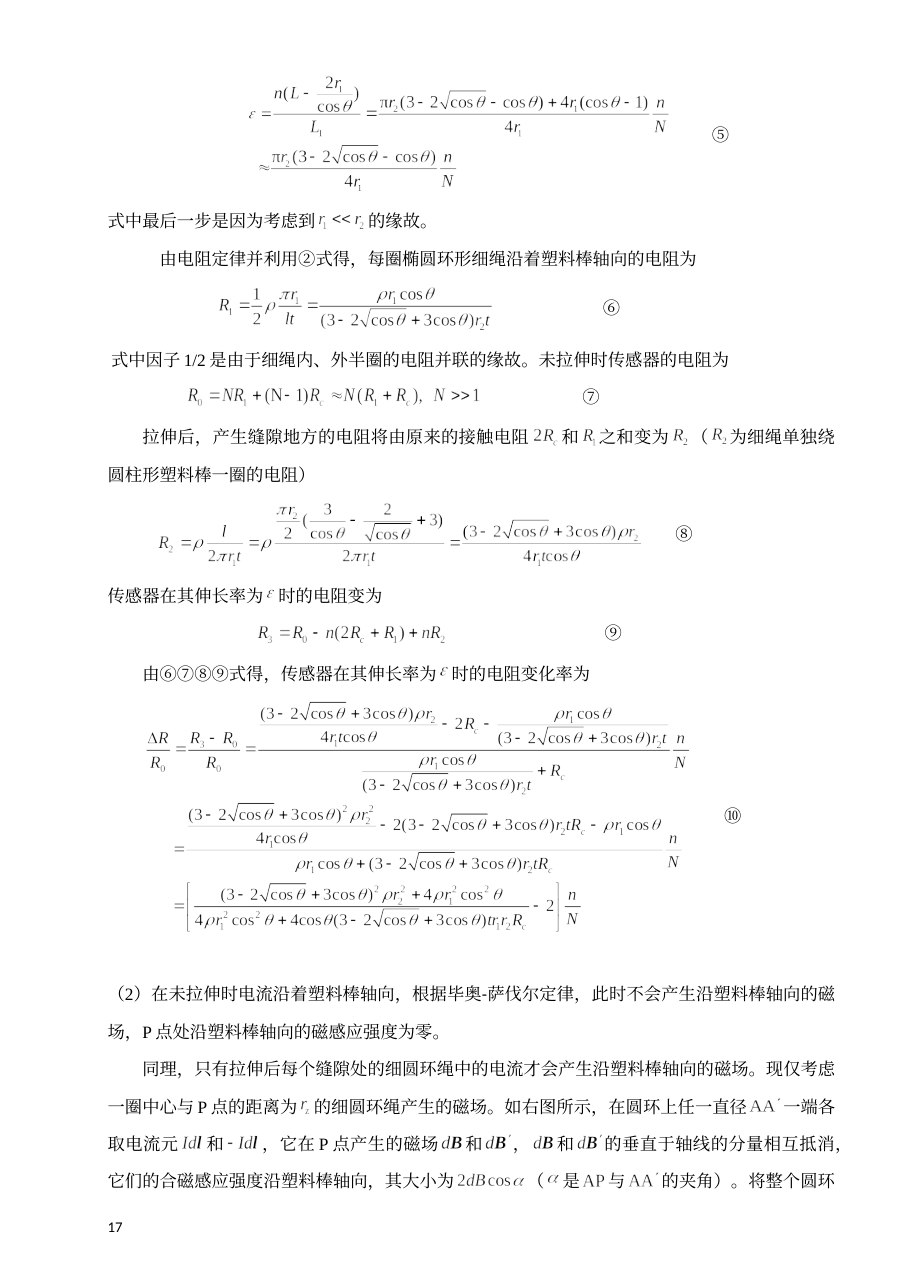 ε = n(L − 2r₁/cosθ)/L₁ = [πr₂(3 − 2√cosθ − cosθ) + 4r₁(cosθ − 1)]/(4r₁) · n/N
≈ πr₂(3 − 2√cosθ − cosθ)/(4r₁) · n/N ⑤
式中最后一步是因为考虑到 r₁ << r₂ 的缘故。
由电阻定律并利用②式得，每圈椭圆环形细绳沿着塑料棒轴向的电阻为
R₁ = (1/2)ρ πr₁/(lt) = ρr₁cosθ/[(3 − 2√cosθ + 3cosθ)r₂t] ⑥
式中因子 1/2 是由于细绳内、外半圈的电阻并联的缘故。未拉伸时传感器的电阻为
R₀ = NR₁ + (N − 1)R_c ≈ N(R₁ + R_c), N >> 1 ⑦
拉伸后，产生缝隙地方的电阻将由原来的接触电阻 2R_c 和 R₁ 之和变为 R₂（R₂ 为细绳单独绕
圆柱形塑料棒一圈的电阻）
R₂ = ρ l/(2πr₁t) = ρ [πr₂/2 (3/cosθ − 2/√cosθ + 3)]/(2πr₁t) = (3 − 2√cosθ + 3cosθ)ρr₂/(4r₁tcosθ) ⑧
传感器在其伸长率为 ε 时的电阻变为
R₃ = R₀ − n(2R_c + R₁) + nR₂ ⑨
由⑥⑦⑧⑨式得，传感器在其伸长率为 ε 时的电阻变化率为
ΔR/R₀ = (R₃ − R₀)/R₀ = [(3 − 2√cosθ + 3cosθ)ρr₂/(4r₁tcosθ) − 2R_c − ρr₁cosθ/((3 − 2√cosθ + 3cosθ)r₂t)]/[ρr₁cosθ/((3 − 2√cosθ + 3cosθ)r₂t) + R_c] · n/N
= [(3 − 2√cosθ + 3cosθ)²ρr₂²/(4r₁cosθ) − 2(3 − 2√cosθ + 3cosθ)r₂tR_c − ρr₁cosθ]/[ρr₁cosθ + (3 − 2√cosθ + 3cosθ)r₂tR_c] · n/N ⑩
= [((3 − 2√cosθ + 3cosθ)²ρr₂² + 4ρr₁²cos²θ)/(4ρr₁²cos²θ + 4cosθ(3 − 2√cosθ + 3cosθ)tr₁r₂R_c) − 2] n/N
（2）在未拉伸时电流沿着塑料棒轴向，根据毕奥-萨伐尔定律，此时不会产生沿塑料棒轴向的磁
场，P 点处沿塑料棒轴向的磁感应强度为零。
同理，只有拉伸后每个缝隙处的细圆环绳中的电流才会产生沿塑料棒轴向的磁场。现仅考虑
一圈中心与 P 点的距离为 r_z 的细圆环绳产生的磁场。如右图所示，在圆环上任一直径 AA′ 一端各
取电流元 Idl 和 −Idl，它在 P 点产生的磁场 dB 和 dB′，dB 和 dB′ 的垂直于轴线的分量相互抵消，
它们的合磁感应强度沿塑料棒轴向，其大小为 2dBcosα（α 是 AP 与 AA′ 的夹角）。将整个圆环
17